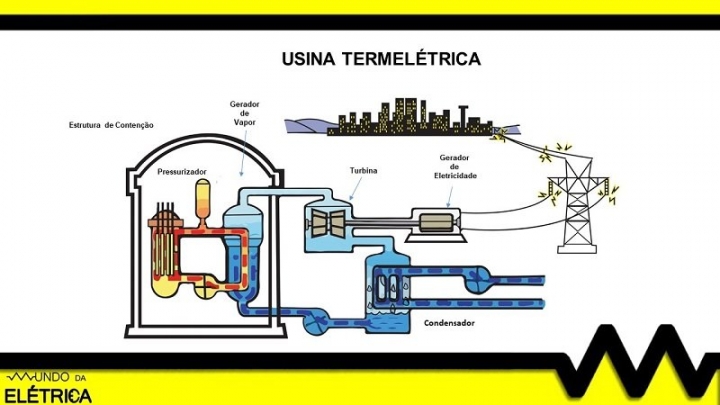 USINA TERMELÉTRICA
Gerador
de
Vapor
Estrutura de Contenção
Pressurizador
Turbina
Gerador
de
Eletricidade
Condensador
MUNDO DA
ELÉTRICA